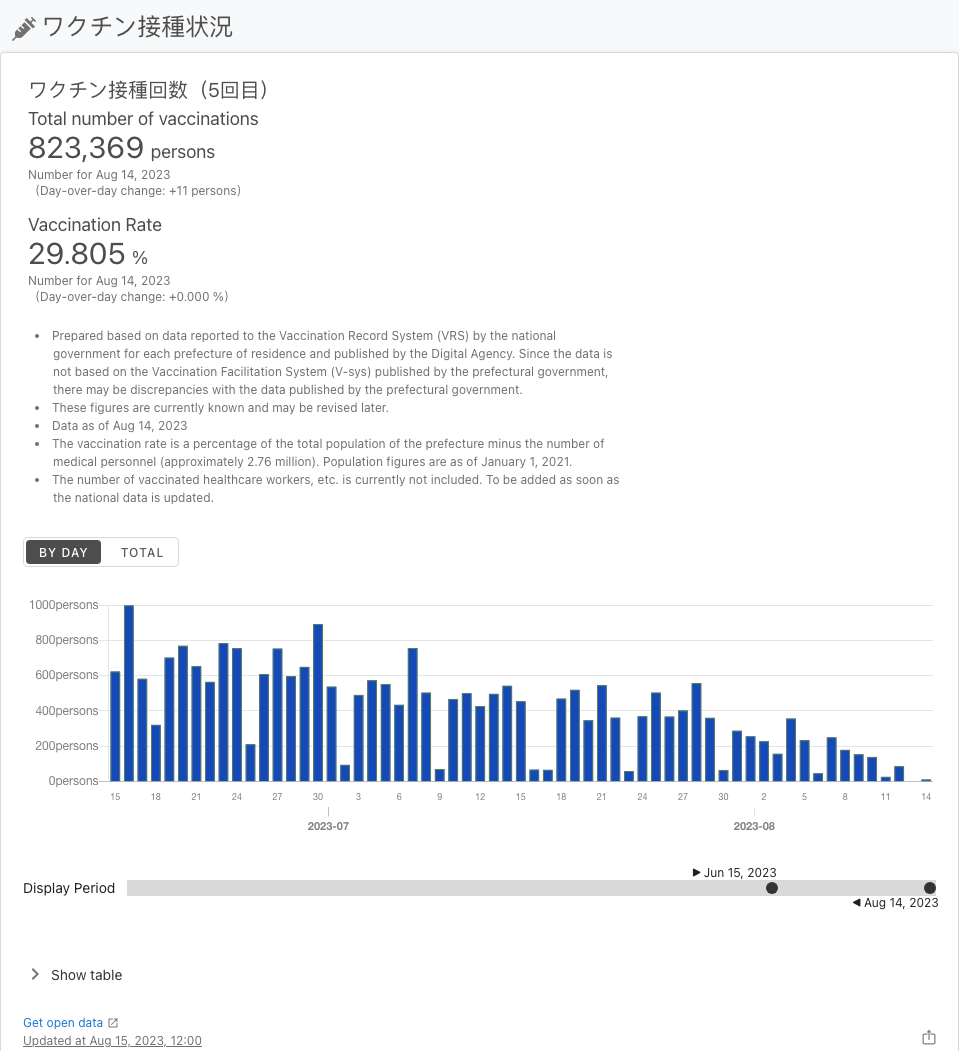 ワクチン接種状況
ワクチン接種回数（5回目）
Total number of vaccinations
823,369 persons
Number for Aug 14, 2023
(Day-over-day change: +11 persons)
Vaccination Rate
29.805 %
Number for Aug 14, 2023
(Day-over-day change: +0.000 %)
• Prepared based on data reported to the Vaccination Record System (VRS) by the national
government for each prefecture of residence and published by the Digital Agency. Since the data is
not based on the Vaccination Facilitation System (V-sys) published by the prefectural government,
there may be discrepancies with the data published by the prefectural government.
• These figures are currently known and may be revised later.
• Data as of Aug 14, 2023
• The vaccination rate is a percentage of the total population of the prefecture minus the number of
medical personnel (approximately 2.76 million). Population figures are as of January 1, 2021.
• The number of vaccinated healthcare workers, etc. is currently not included. To be added as soon as
the national data is updated.
BY DAY TOTAL
1000persons
800persons
600persons
400persons
200persons
0persons
15 18 21 24 27 30 3 6 9 12 15 18 21 24 27 30 2 5 8 11 14
2023-07 2023-08
Jun 15, 2023
Display Period
Aug 14, 2023
Show table
Get open data
Updated at Aug 15, 2023, 12:00